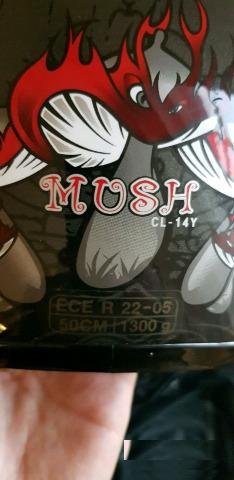 MUSH
CL-14Y
ECE R 22-05
50CM | 1300 g